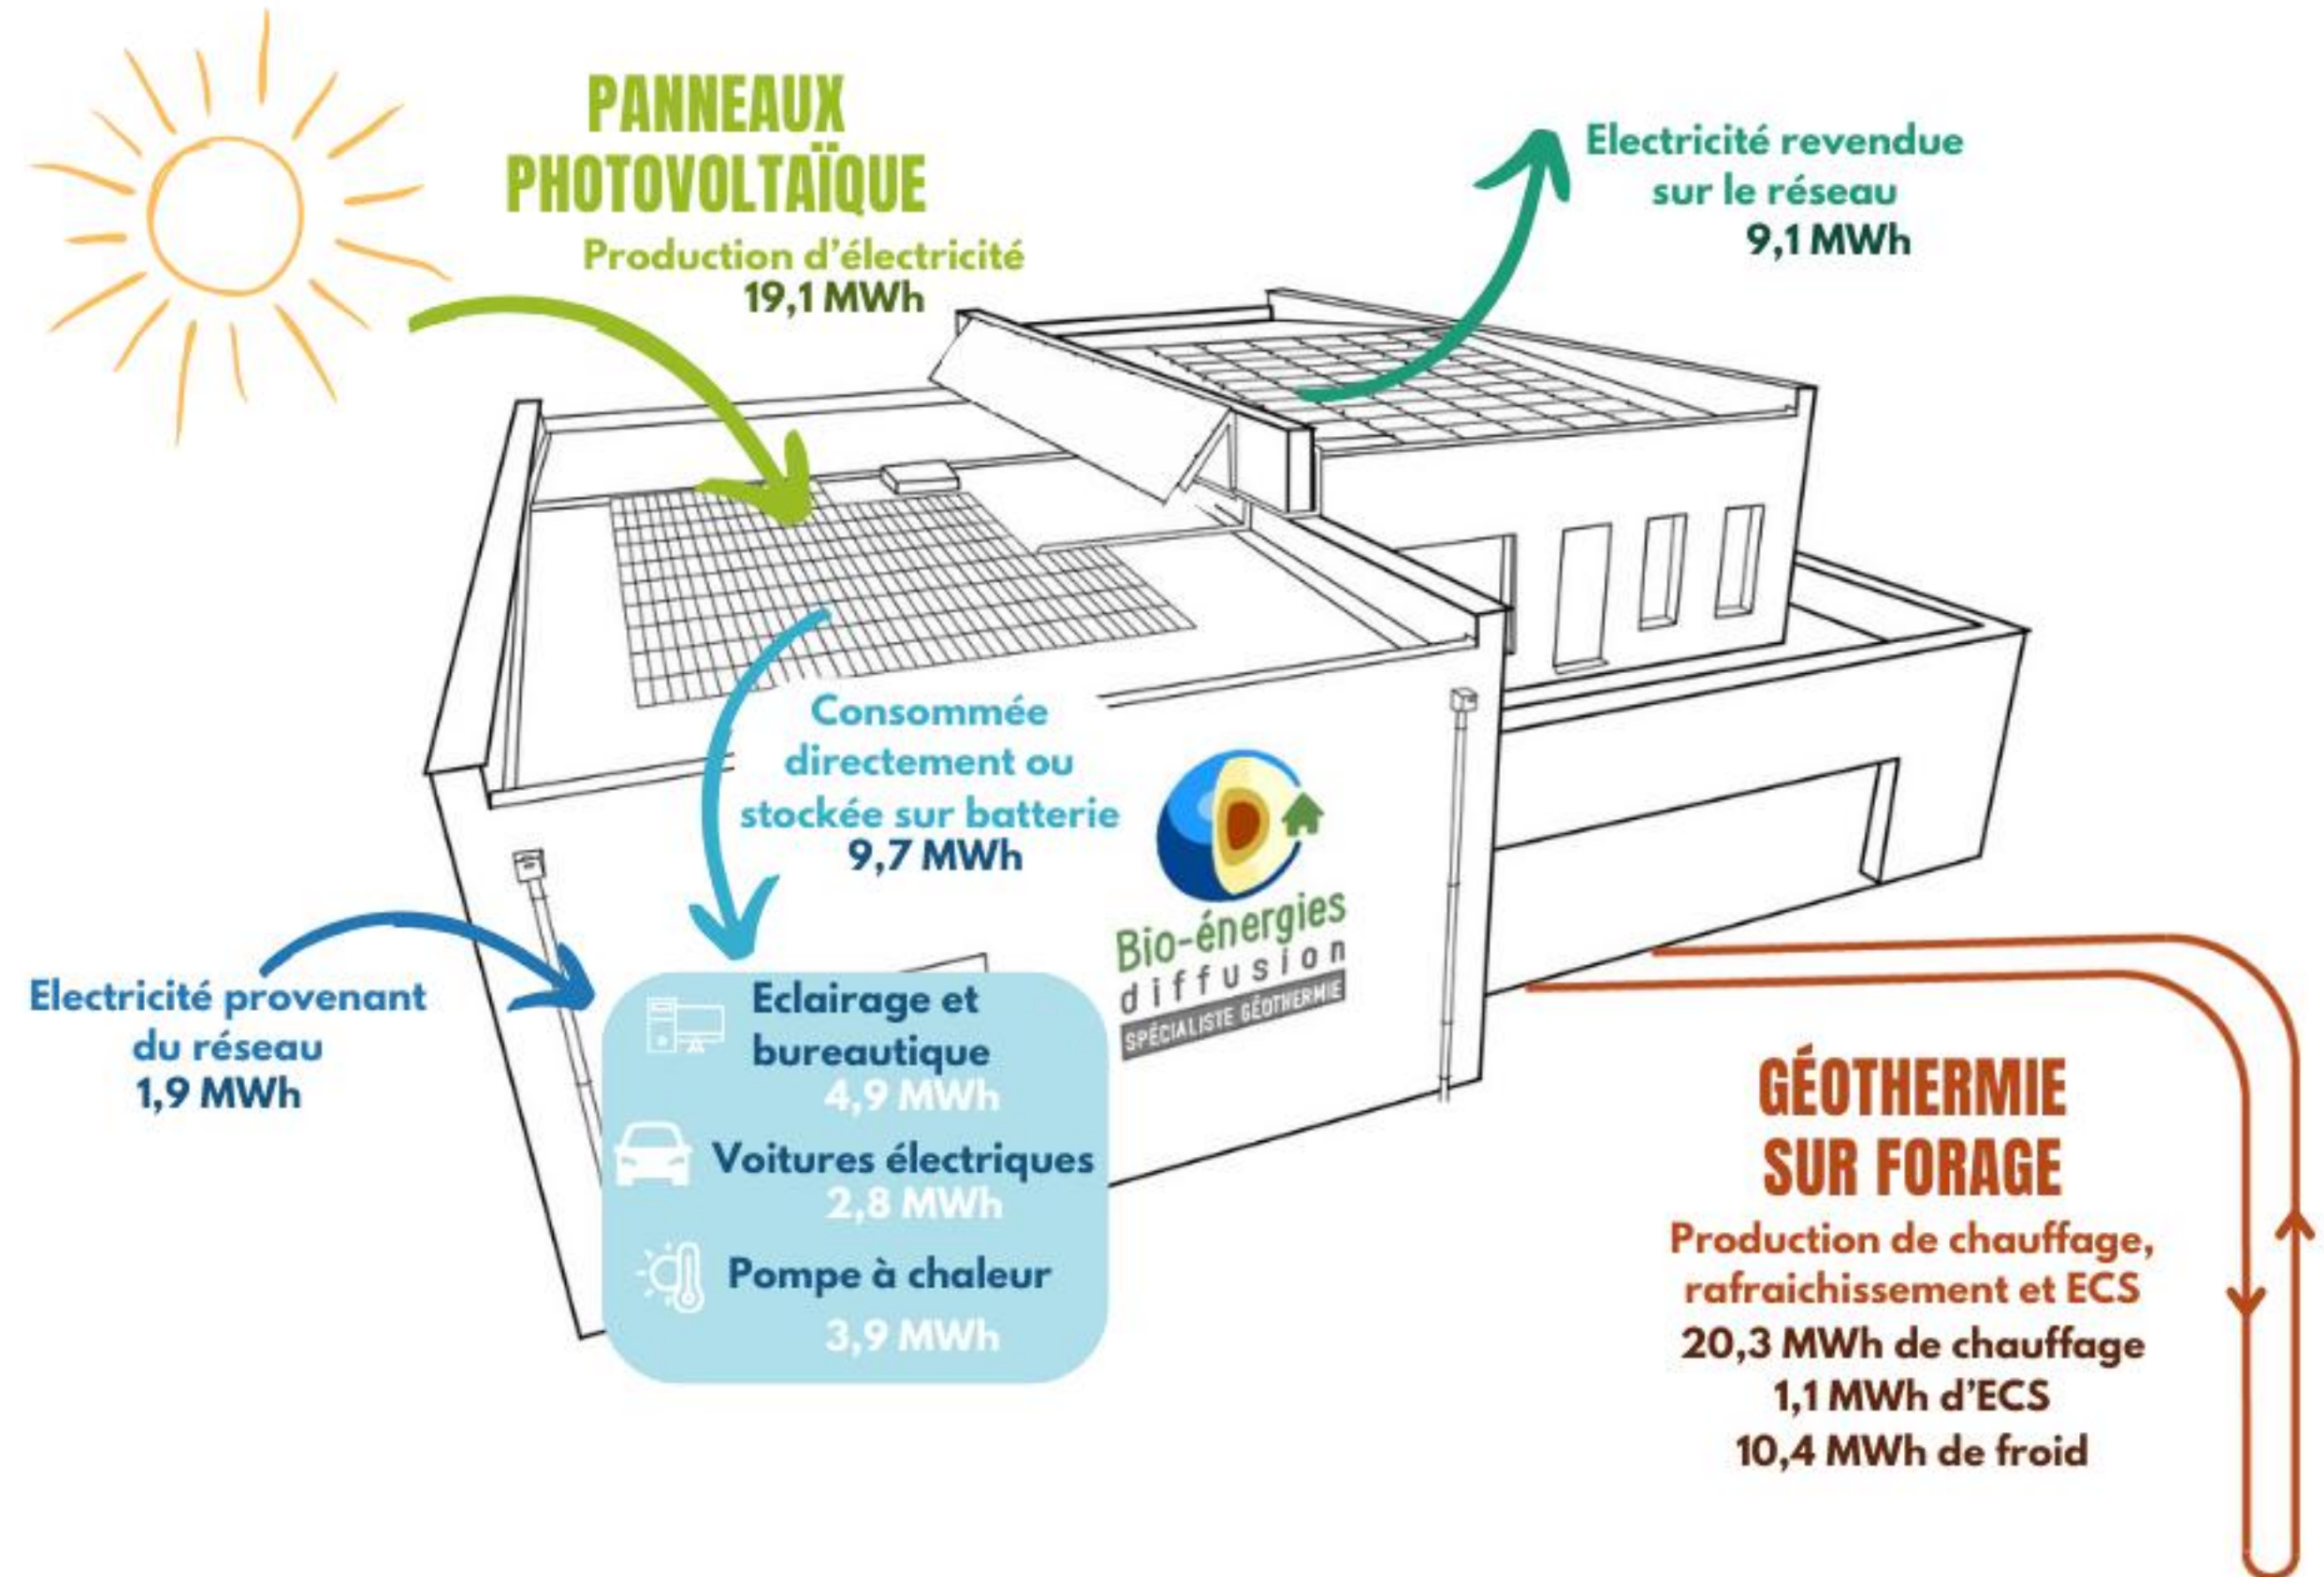 PANNEAUX
PHOTOVOLTAÏQUE
Production d'électricité
19,1 MWh
Electricité revendue
sur le réseau
9,1 MWh
Consommée
directement ou
stockée sur batterie
9,7 MWh
Bio-énergies
diffusion
SPÉCIALISTE GÉOTHERMIE
Electricité provenant
du réseau
1,9 MWh
Eclairage et
bureautique
4,9 MWh
Voitures électriques
2,8 MWh
Pompe à chaleur
3,9 MWh
GÉOTHERMIE
SUR FORAGE
Production de chauffage,
rafraichissement et ECS
20,3 MWh de chauffage
1,1 MWh d'ECS
10,4 MWh de froid